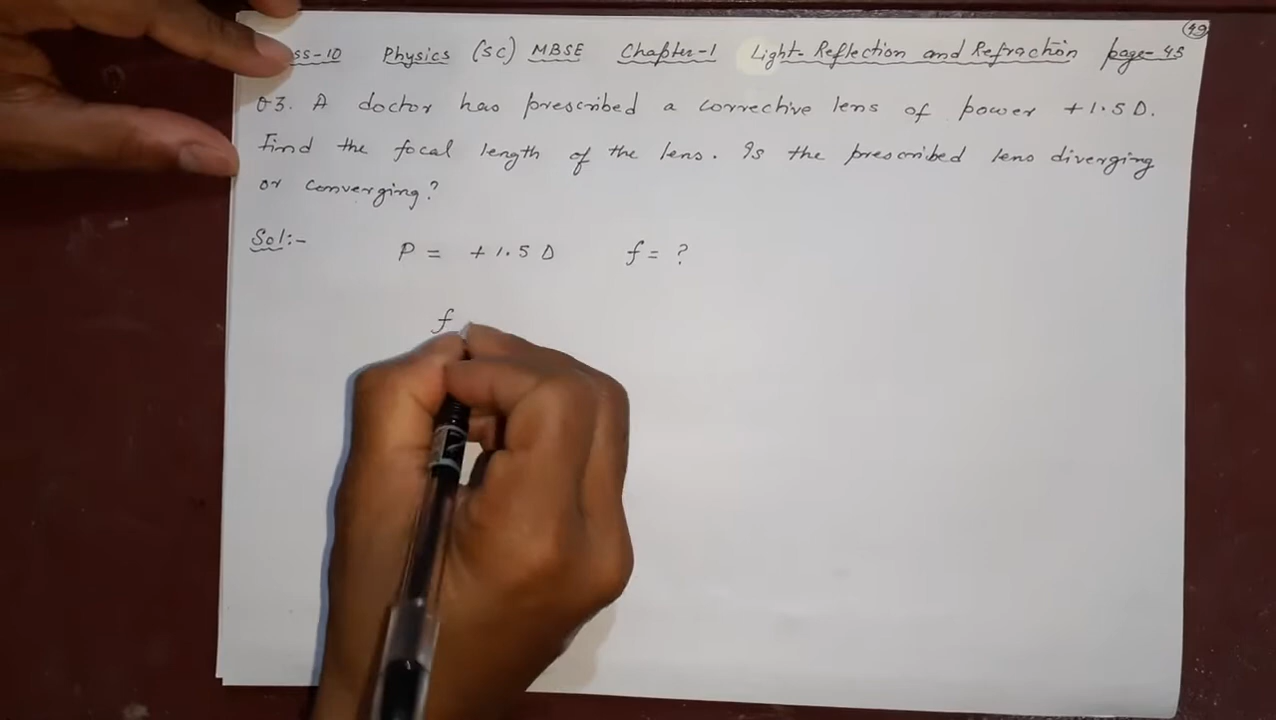 ss-10 Physics (SC) MBSE Chapter-1 Light-Reflection and Refraction page-43 49
Q3. A doctor has prescribed a corrective lens of power +1.5 D.
Find the focal length of the lens. Is the prescribed lens diverging
or converging?
Sol:- P = +1.5 D f = ?
f